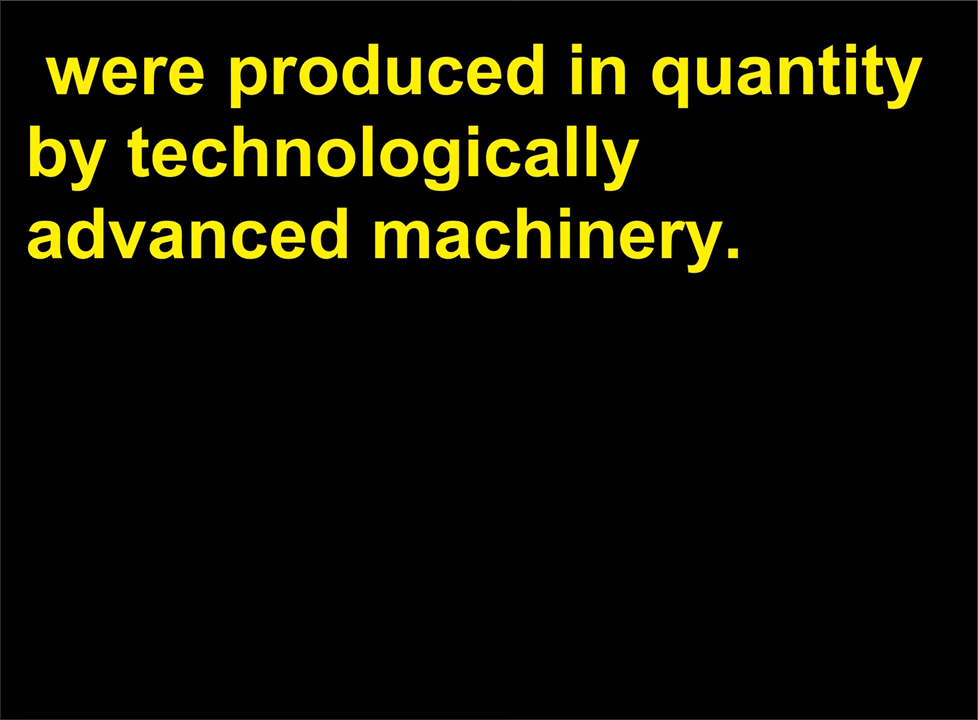 were produced in quantity
by technologically
advanced machinery.